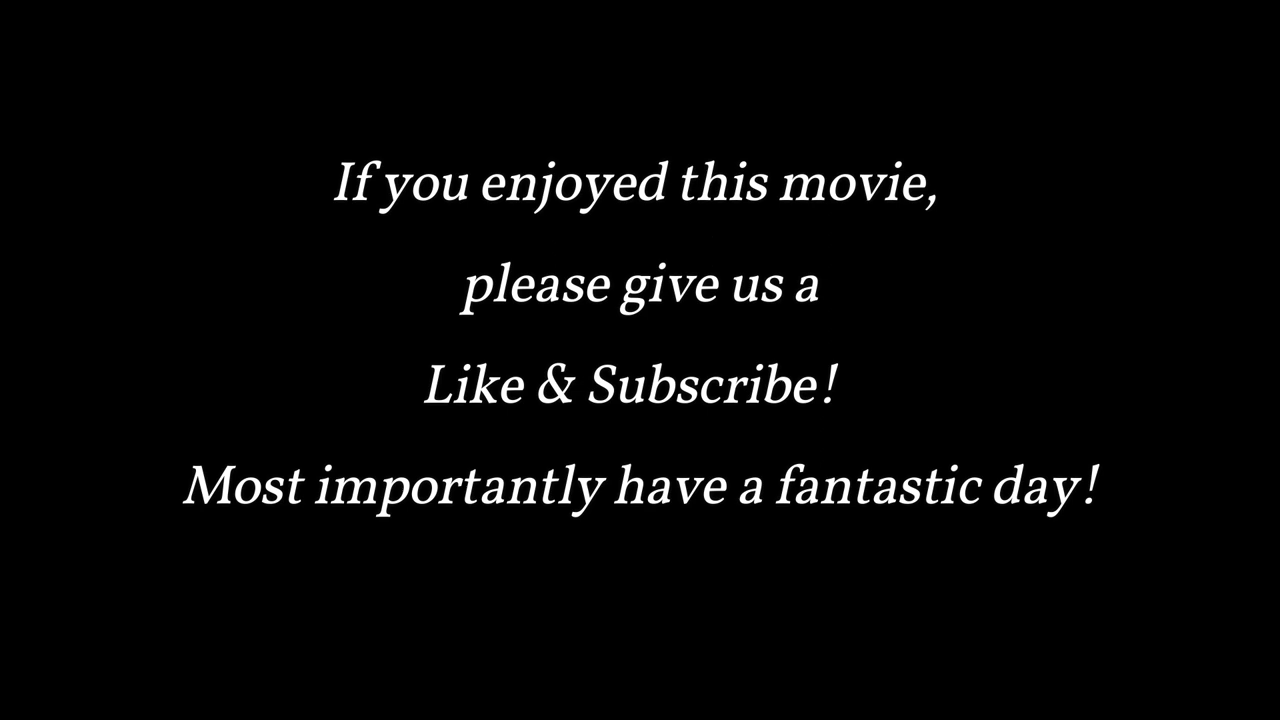 If you enjoyed this movie,
please give us a
Like & Subscribe!
Most importantly have a fantastic day!